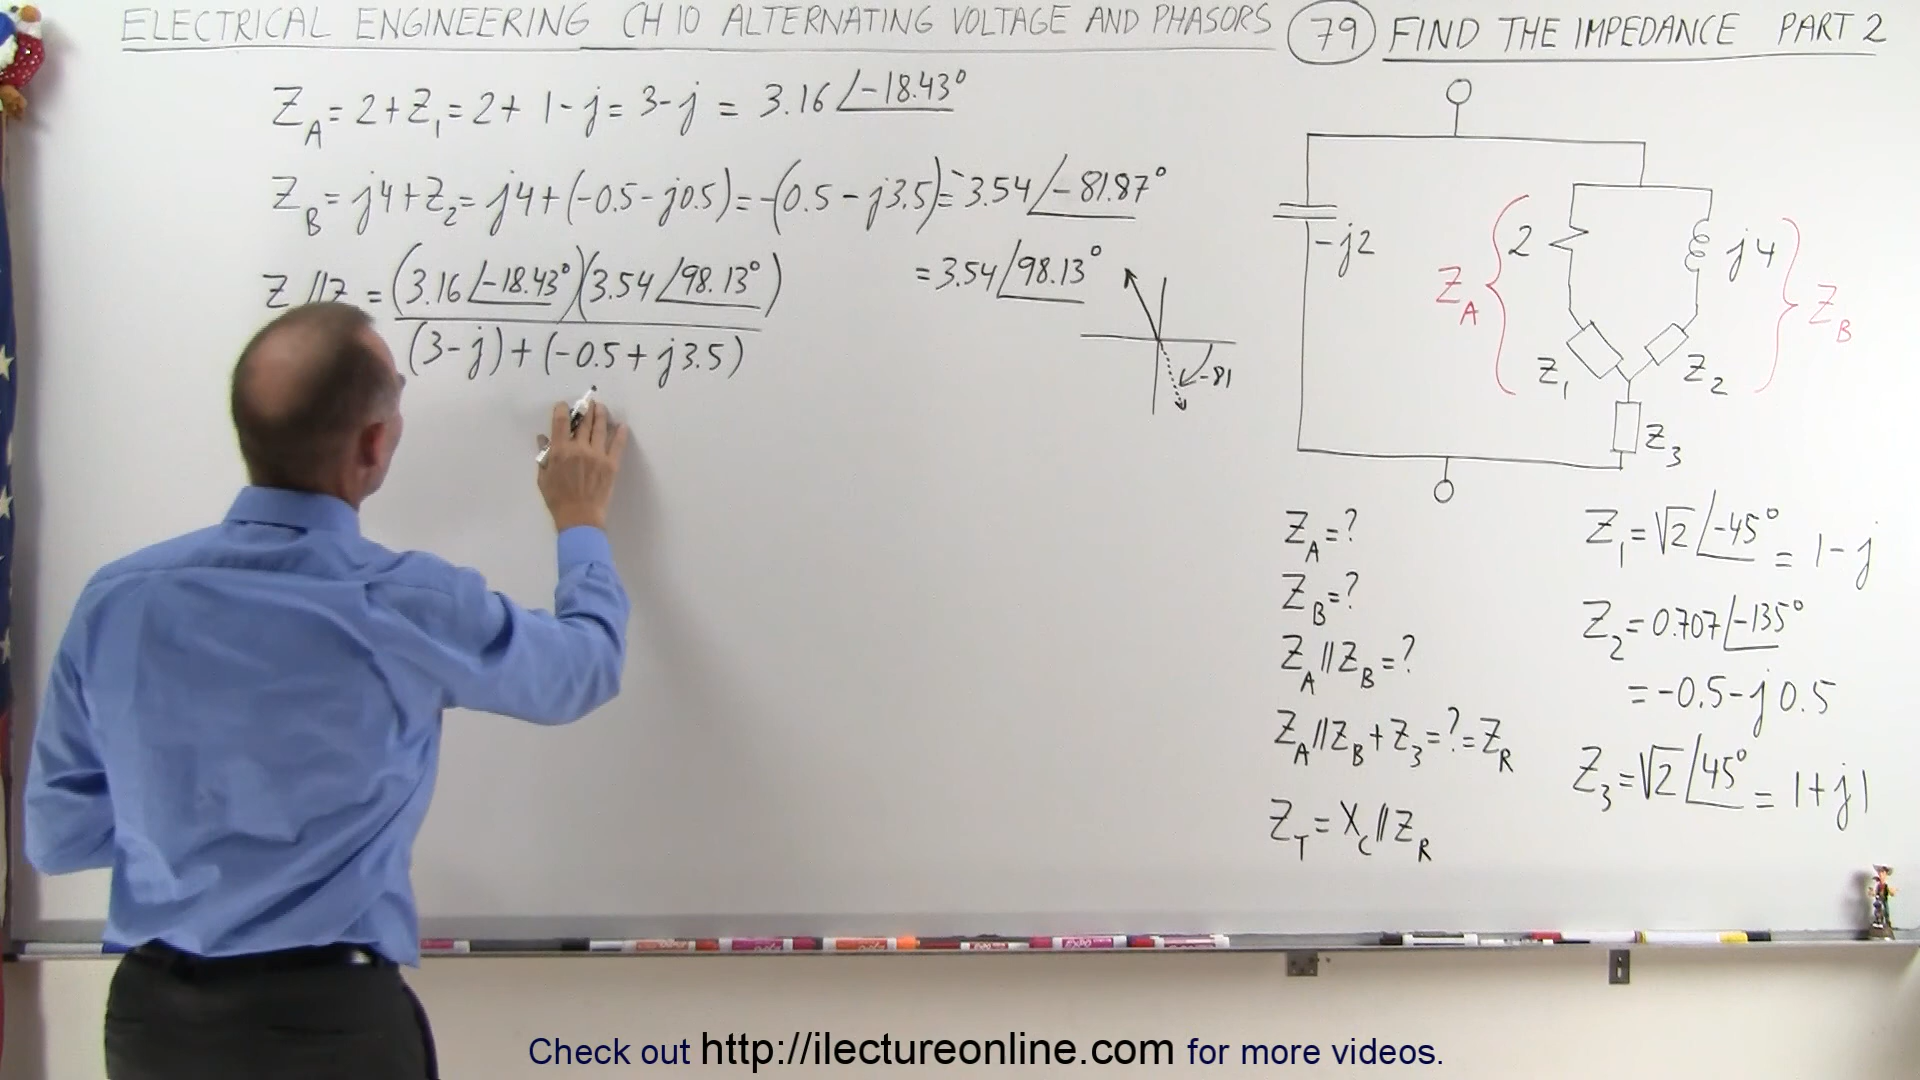 ELECTRICAL ENGINEERING CH 10 ALTERNATING VOLTAGE AND PHASORS 79 FIND THE IMPEDANCE PART 2
Z_A = 2 + Z_1 = 2 + 1 - j = 3 - j = 3.16 ∠-18.43°
Z_B = j4 + Z_2 = j4 + (-0.5 - j0.5) = -(0.5 - j3.5) = -3.54 ∠-81.87°
= 3.54 ∠98.13°
Z // Z = (3.16 ∠-18.43°)(3.54 ∠98.13°)
(3 - j) + (-0.5 + j3.5)
-81
-j2
2
j4
Z_A
Z_B
Z_1
Z_2
Z_3
Z_A = ?
Z_B = ?
Z_A // Z_B = ?
Z_A // Z_B + Z_3 = ? = Z_R
Z_T = X_C // Z_R
Z_1 = √2 ∠-45° = 1 - j
Z_2 = 0.707 ∠-135°
= -0.5 - j0.5
Z_3 = √2 ∠45° = 1 + j1
Check out http://ilectureonline.com for more videos.